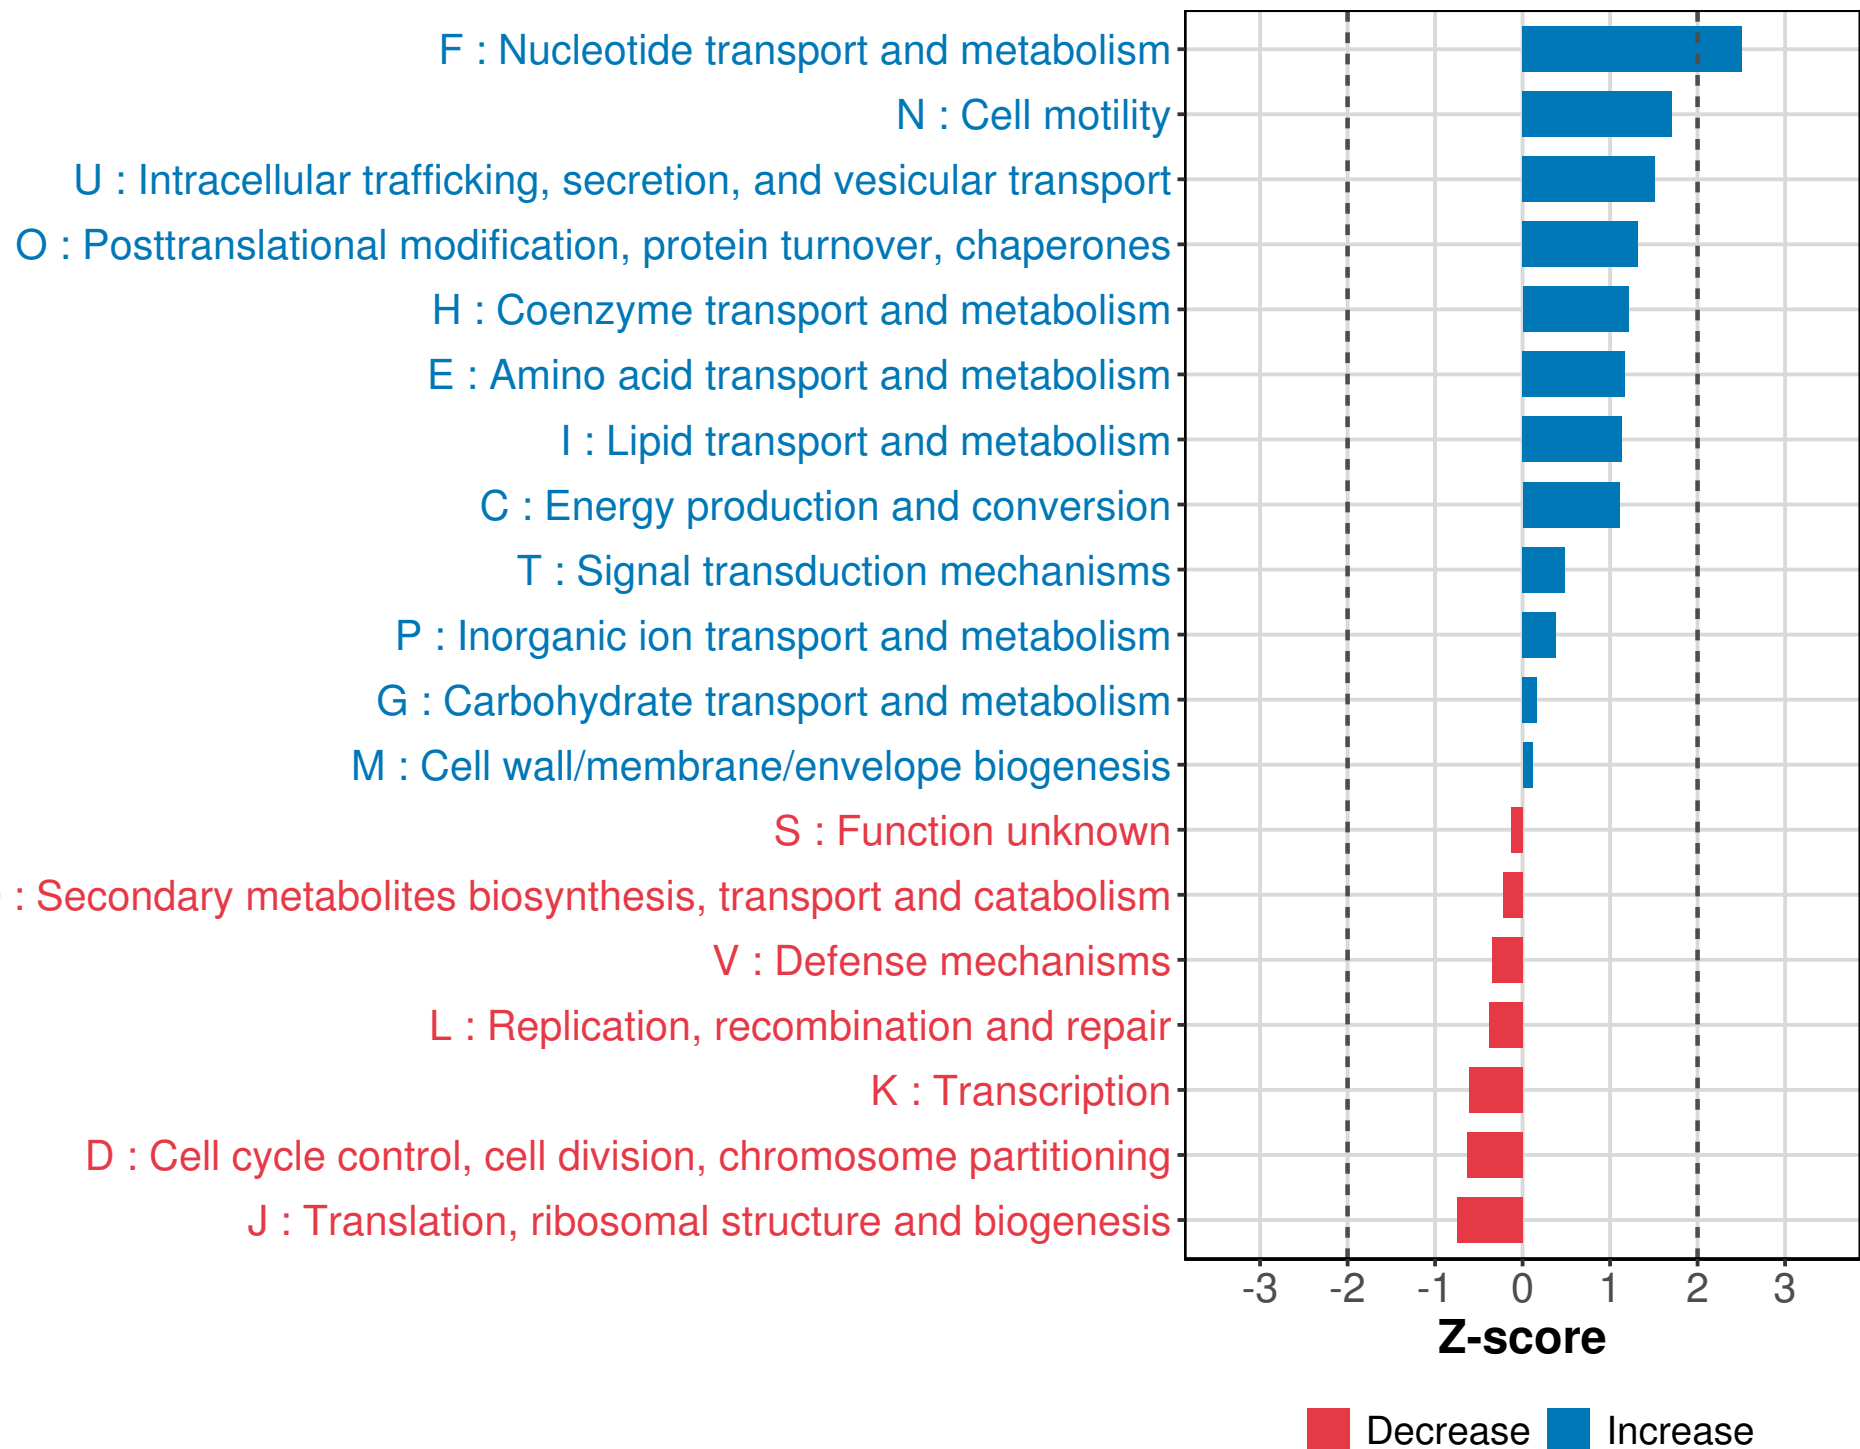 F : Nucleotide transport and metabolism
N : Cell motility
U : Intracellular trafficking, secretion, and vesicular transport
O : Posttranslational modification, protein turnover, chaperones
H : Coenzyme transport and metabolism
E : Amino acid transport and metabolism
I : Lipid transport and metabolism
C : Energy production and conversion
T : Signal transduction mechanisms
P : Inorganic ion transport and metabolism
G : Carbohydrate transport and metabolism
M : Cell wall/membrane/envelope biogenesis
S : Function unknown
: Secondary metabolites biosynthesis, transport and catabolism
V : Defense mechanisms
L : Replication, recombination and repair
K : Transcription
D : Cell cycle control, cell division, chromosome partitioning
J : Translation, ribosomal structure and biogenesis
-3 -2 -1 0 1 2 3
Z-score
Decrease Increase